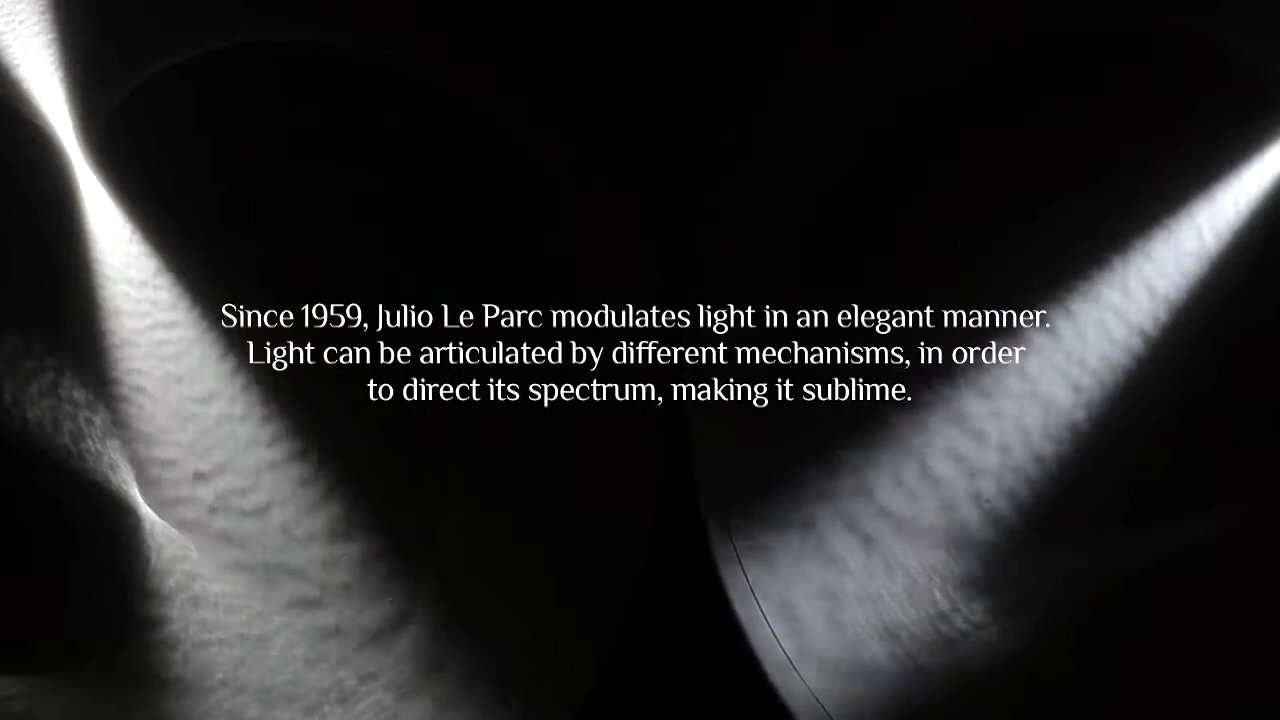 Since 1959, Julio Le Parc modulates light in an elegant manner.
Light can be articulated by different mechanisms, in order
to direct its spectrum, making it sublime.